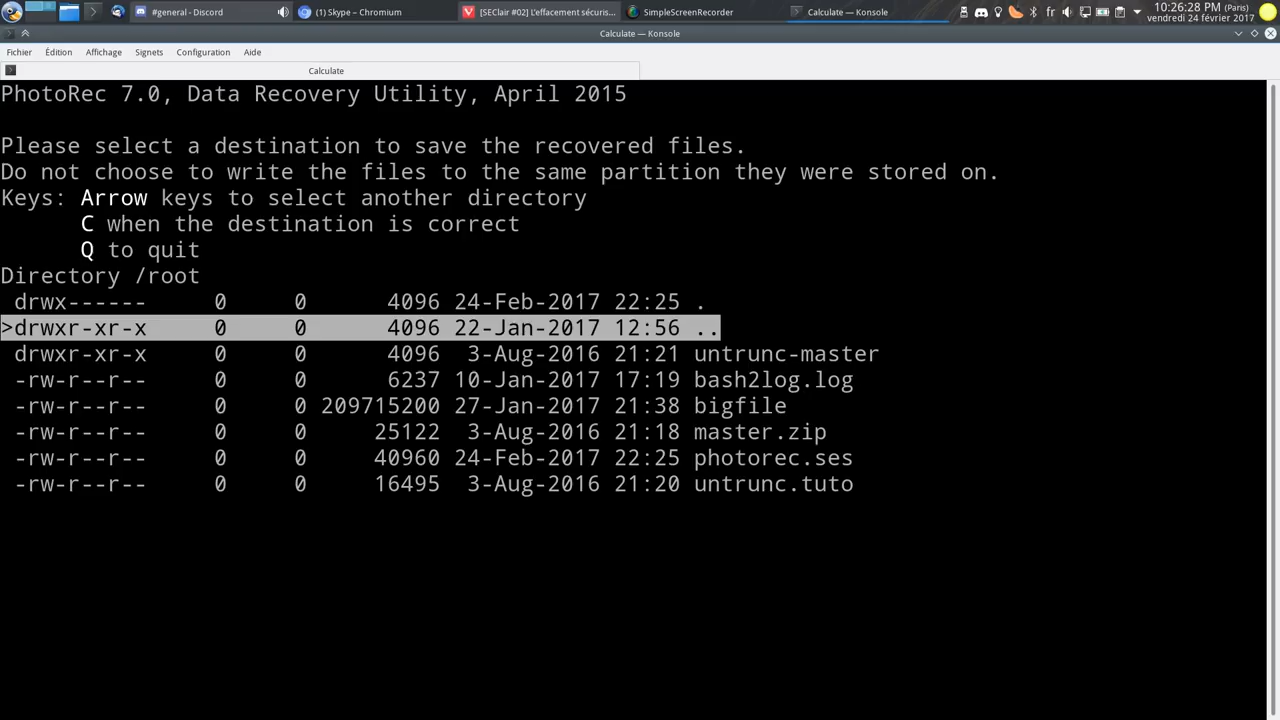 #general - Discord
(1) Skype – Chromium
[SEClair #02] L'effacement sécuris...
SimpleScreenRecorder
Calculate — Konsole
fr
10:26:28 PM (Paris)
vendredi 24 février 2017
Calculate — Konsole
Fichier Édition Affichage Signets Configuration Aide
Calculate
PhotoRec 7.0, Data Recovery Utility, April 2015
Please select a destination to save the recovered files.
Do not choose to write the files to the same partition they were stored on.
Keys: Arrow keys to select another directory
C when the destination is correct
Q to quit
Directory /root
drwx------ 0 0 4096 24-Feb-2017 22:25 .
>drwxr-xr-x 0 0 4096 22-Jan-2017 12:56 ..
drwxr-xr-x 0 0 4096 3-Aug-2016 21:21 untrunc-master
-rw-r--r-- 0 0 6237 10-Jan-2017 17:19 bash2log.log
-rw-r--r-- 0 0 209715200 27-Jan-2017 21:38 bigfile
-rw-r--r-- 0 0 25122 3-Aug-2016 21:18 master.zip
-rw-r--r-- 0 0 40960 24-Feb-2017 22:25 photorec.ses
-rw-r--r-- 0 0 16495 3-Aug-2016 21:20 untrunc.tuto